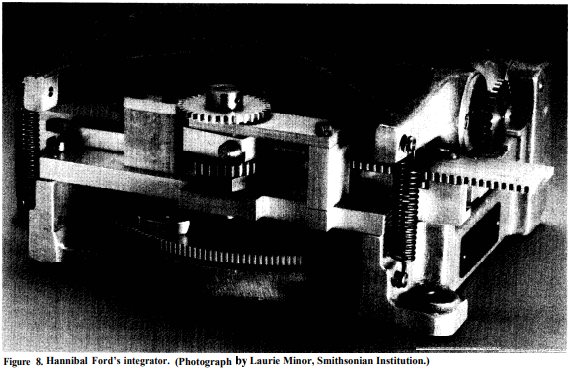 Figure 8. Hannibal Ford's integrator. (Photograph by Laurie Minor, Smithsonian Institution.)